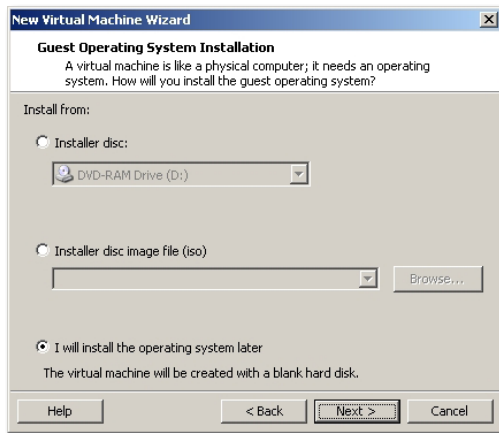 New Virtual Machine Wizard
Guest Operating System Installation
A virtual machine is like a physical computer; it needs an operating
system. How will you install the guest operating system?
Install from:
Installer disc:
DVD-RAM Drive (D:)
Installer disc image file (iso)
Browse...
I will install the operating system later
The virtual machine will be created with a blank hard disk.
Help < Back Next > Cancel